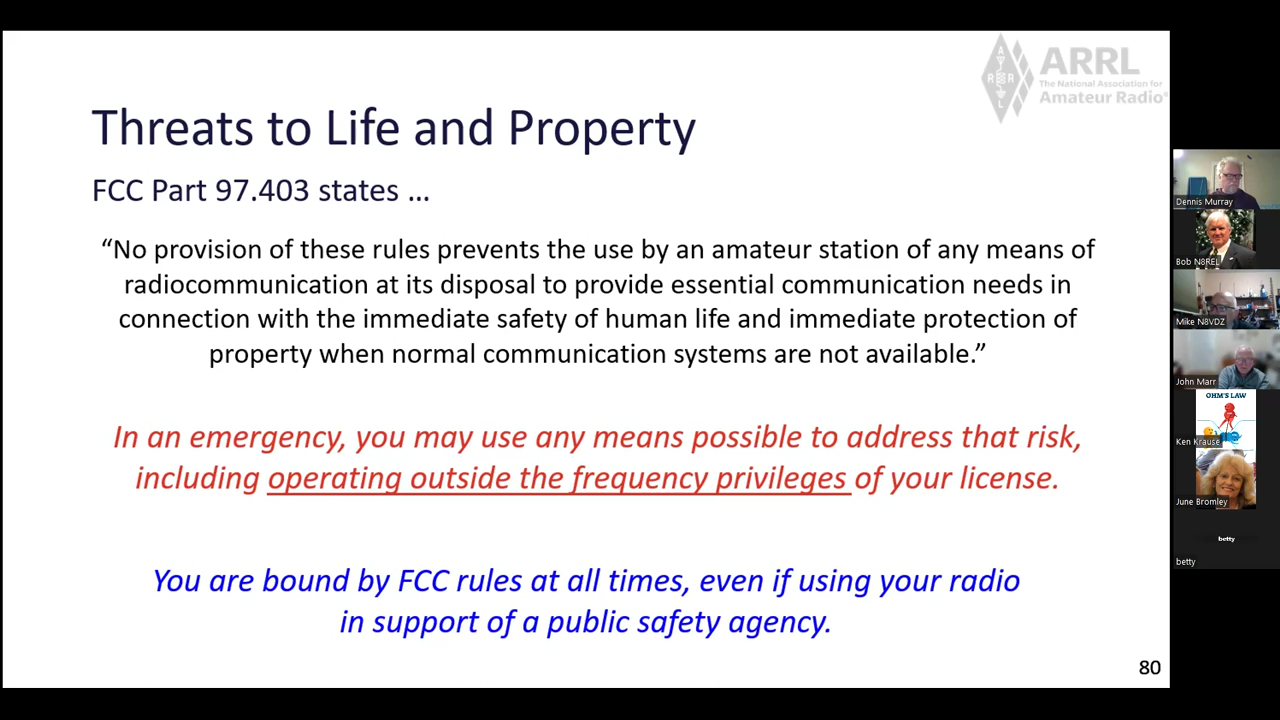 ARRL
The National Association for
Amateur Radio®
Threats to Life and Property
FCC Part 97.403 states …
“No provision of these rules prevents the use by an amateur station of any means of
radiocommunication at its disposal to provide essential communication needs in
connection with the immediate safety of human life and immediate protection of
property when normal communication systems are not available.”
In an emergency, you may use any means possible to address that risk,
including operating outside the frequency privileges of your license.
You are bound by FCC rules at all times, even if using your radio
in support of a public safety agency.
80
Dennis Murray
Bob N8REL
Mike N8VDZ
John Marr
OHM'S LAW
Ken Krause
June Bromley
betty
betty